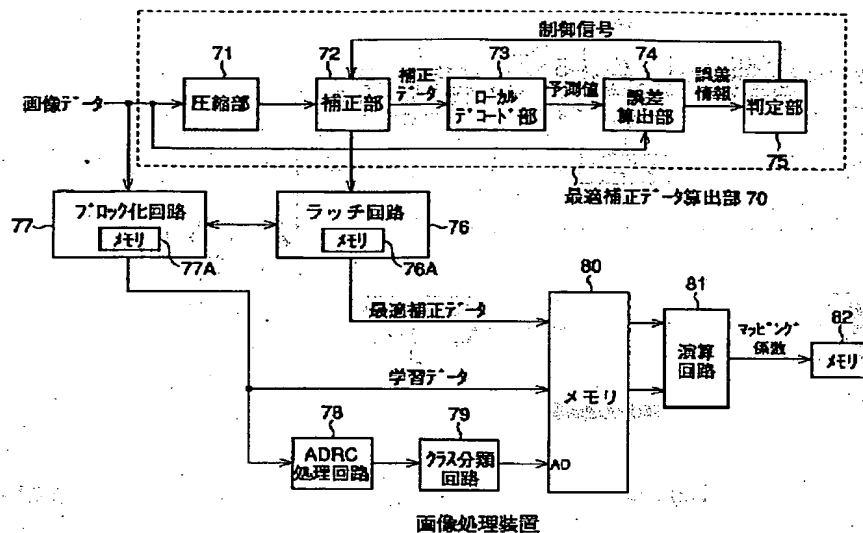 制御信号
71
72
73
74
画像データ
圧縮部
補正部
補正
データ
ローカル
デコード部
予測値
誤差
算出部
誤差
情報
判定部
75
最適補正データ算出部70
77
ブロック化回路
メモリ
77A
ラッチ回路
メモリ
76A
76
最適補正データ
学習データ
80
メモリ
AD
81
演算
回路
マッピング
係数
82
メモリ
78
ADRC
処理回路
79
クラス分類
回路
画像処理装置